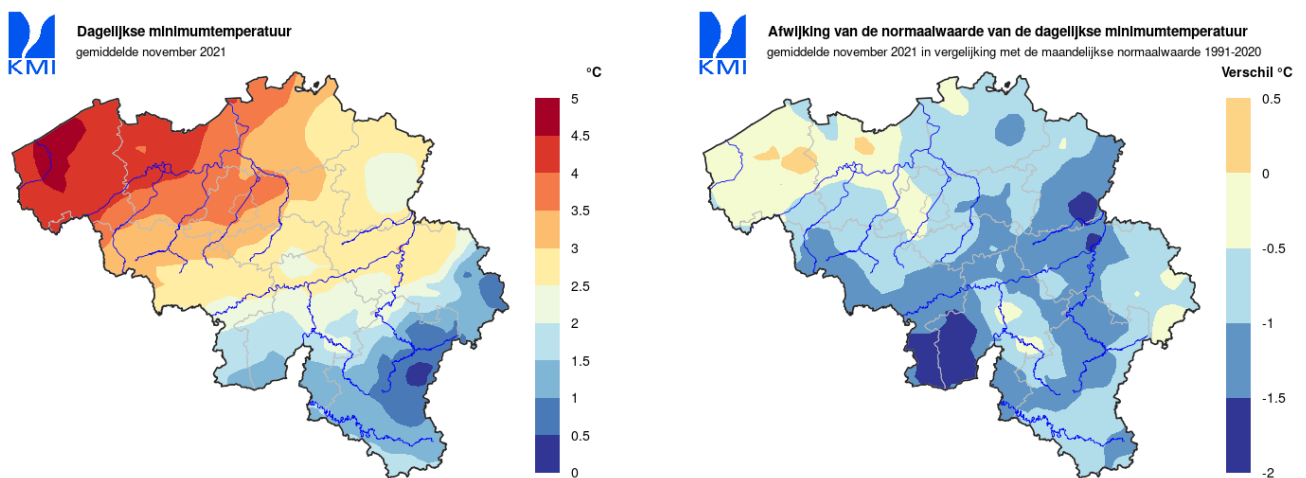 KMI
Dagelijkse minimumtemperatuur
gemiddelde november 2021
°C
5
4.5
4
3.5
3
2.5
2
1.5
1
0.5
0
KMI
Afwijking van de normaalwaarde van de dagelijkse minimumtemperatuur
gemiddelde november 2021 in vergelijking met de maandelijkse normaalwaarde 1991-2020
Verschil °C
0.5
0
-0.5
-1
-1.5
-2